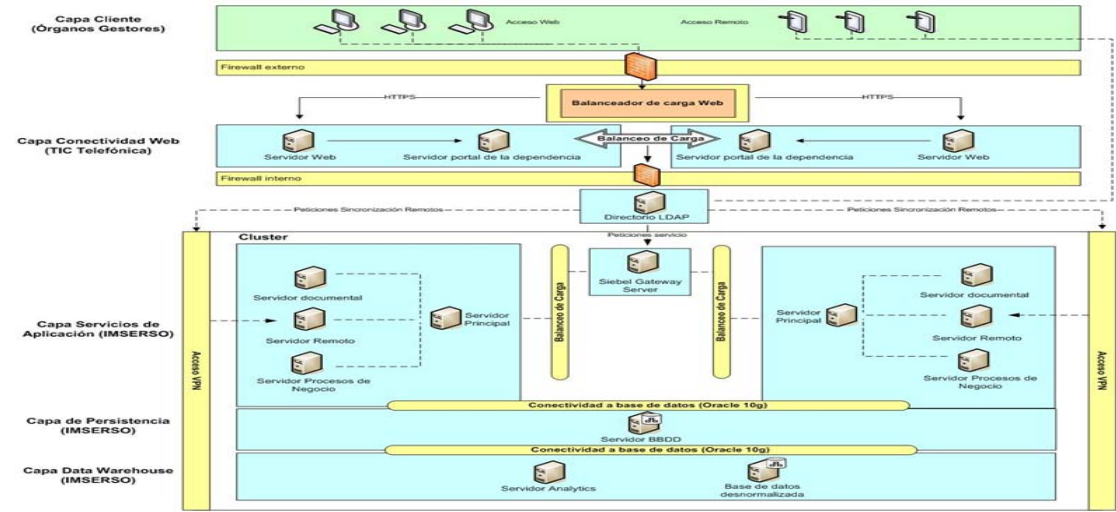 Capa Cliente
(Órganos Gestores)
Acceso Web
Acceso Remoto
Firewall externo
Balanceador de carga Web
HTTPS
HTTPS
Capa Conectividad Web
(TIC Telefónica)
Balanceo de Carga
Servidor Web
Servidor portal de la dependencia
Servidor portal de la dependencia
Servidor Web
Firewall interno
Directorio LDAP
Peticiones Sincronización Remotos
Peticiones Sincronización Remotos
Peticiones servicio
Cluster
Siebel Gateway
Server
Balanceo de Carga
Balanceo de Carga
Servidor documental
Servidor documental
Capa Servicios de
Aplicación (IMSERSO)
Servidor
Principal
Servidor
Principal
Servidor Remoto
Servidor Remoto
Acceso VPN
Acceso VPN
Servidor Procesos de
Negocio
Servidor Procesos de
Negocio
Conectividad a base de datos (Oracle 10g)
Capa de Persistencia
(IMSERSO)
Servidor BBDD
Conectividad a base de datos (Oracle 10g)
Capa Data Warehouse
(IMSERSO)
Servidor Analytics
Base de datos
desnormalizada